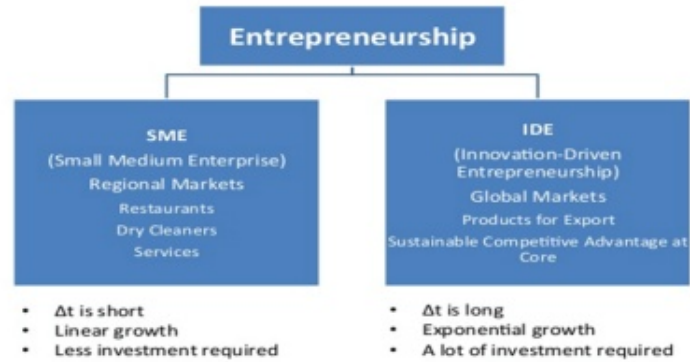 Entrepreneurship
SME
(Small Medium Enterprise)
Regional Markets
Restaurants
Dry Cleaners
Services
• Δt is short
• Linear growth
• Less investment required
IDE
(Innovation-Driven
Entrepreneurship)
Global Markets
Products for Export
Sustainable Competitive Advantage at
Core
• Δt is long
• Exponential growth
• A lot of investment required